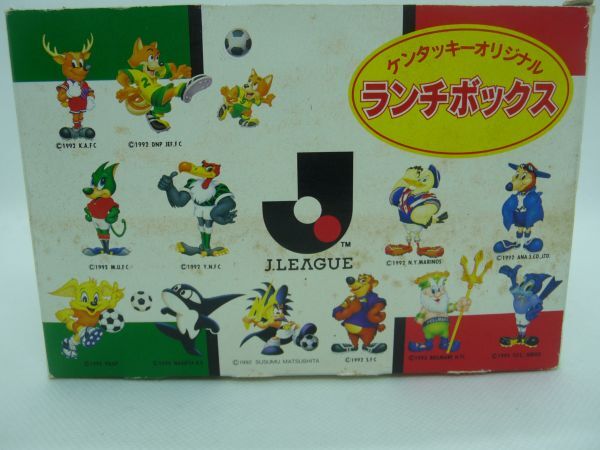 ケンタッキーオリジナル
ランチボックス
©1992 K.A.F.C
©1992 DNP JEF.F.C
©1992 M.U.F.C
©1992 Y.N.F.C
TM
J.LEAGUE
©1992 N.Y.MARINOS
©1992 ANA J.CO.,LTD.
©1992 SUSUMU MATSUSHITA
©1992 S.F.C